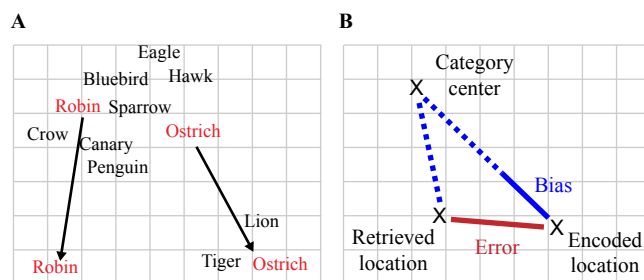 A
Eagle
Bluebird
Hawk
Robin
Sparrow
Ostrich
Crow
Canary
Penguin
Lion
Tiger
Robin
Ostrich
B
X
Category
center
Bias
X
X
Retrieved
location
Error
Encoded
location